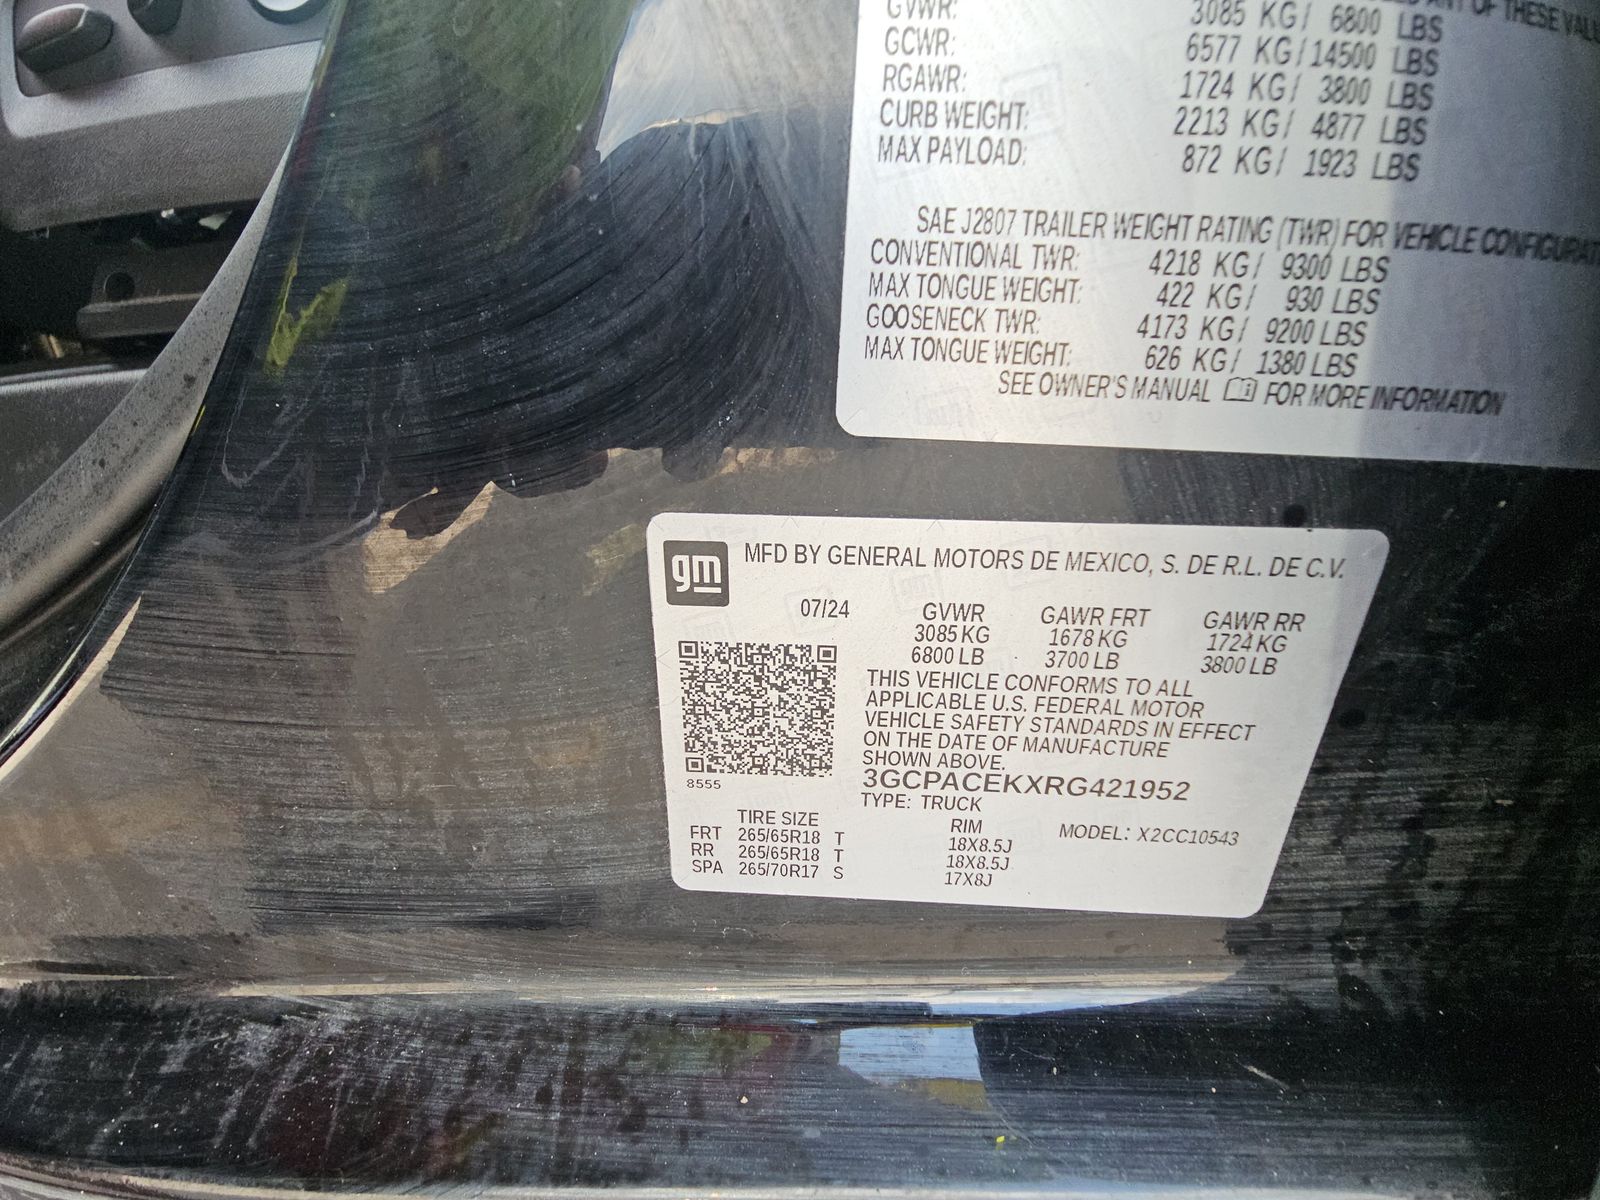 ANY OF THESE
GVWR: 3085 KG/ 6800 LBS
GCWR: 6577 KG/14500 LBS
RGAWR: 1724 KG/ 3800 LBS
CURB WEIGHT: 2213 KG/ 4877 LBS
MAX PAYLOAD: 872 KG/ 1923 LBS
SAE J2807 TRAILER WEIGHT RATING (TWR) FOR VEHICLE
CONVENTIONAL TWR: 4218 KG/ 9300 LBS
MAX TONGUE WEIGHT: 422 KG/ 930 LBS
GOOSENECK TWR: 4173 KG/ 9200 LBS
MAX TONGUE WEIGHT: 626 KG/ 1380 LBS
SEE OWNER'S MANUAL FOR MORE INFORMATION
gm
MFD BY GENERAL MOTORS DE MEXICO, S. DE R.L. DE C.V.
07/24 GVWR GAWR FRT GAWR RR
3085 KG 1678 KG 1724 KG
6800 LB 3700 LB 3800 LB
THIS VEHICLE CONFORMS TO ALL
APPLICABLE U.S. FEDERAL MOTOR
VEHICLE SAFETY STANDARDS IN EFFECT
ON THE DATE OF MANUFACTURE
SHOWN ABOVE.
8555
3GCPACEKXRG421952
TYPE: TRUCK
TIRE SIZE RIM MODEL: X2CC10543
FRT 265/65R18 T 18X8.5J
RR 265/65R18 T 18X8.5J
SPA 265/70R17 S 17X8J